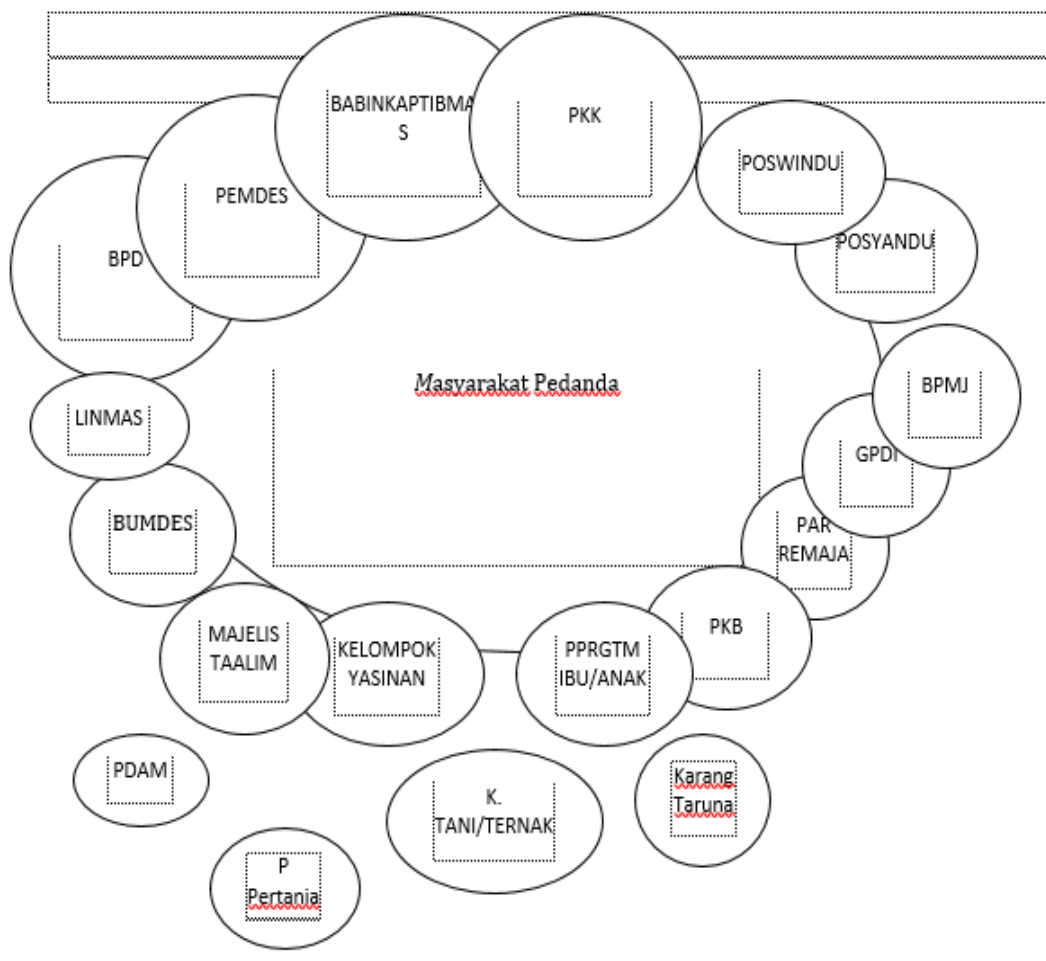 BABINKAPTIBMA
S
PKK
POSWINDU
PEMDES
POSYANDU
BPD
Masyarakat Pedanda
BPMJ
LINMAS
GPDI
BUMDES
PAR
REMAJA
MAJELIS
TAALIM
KELOMPOK
YASINAN
PPRGTM
IBU/ANAK
PKB
PDAM
K.
TANI/TERNAK
Karang
Taruna
P
Pertania